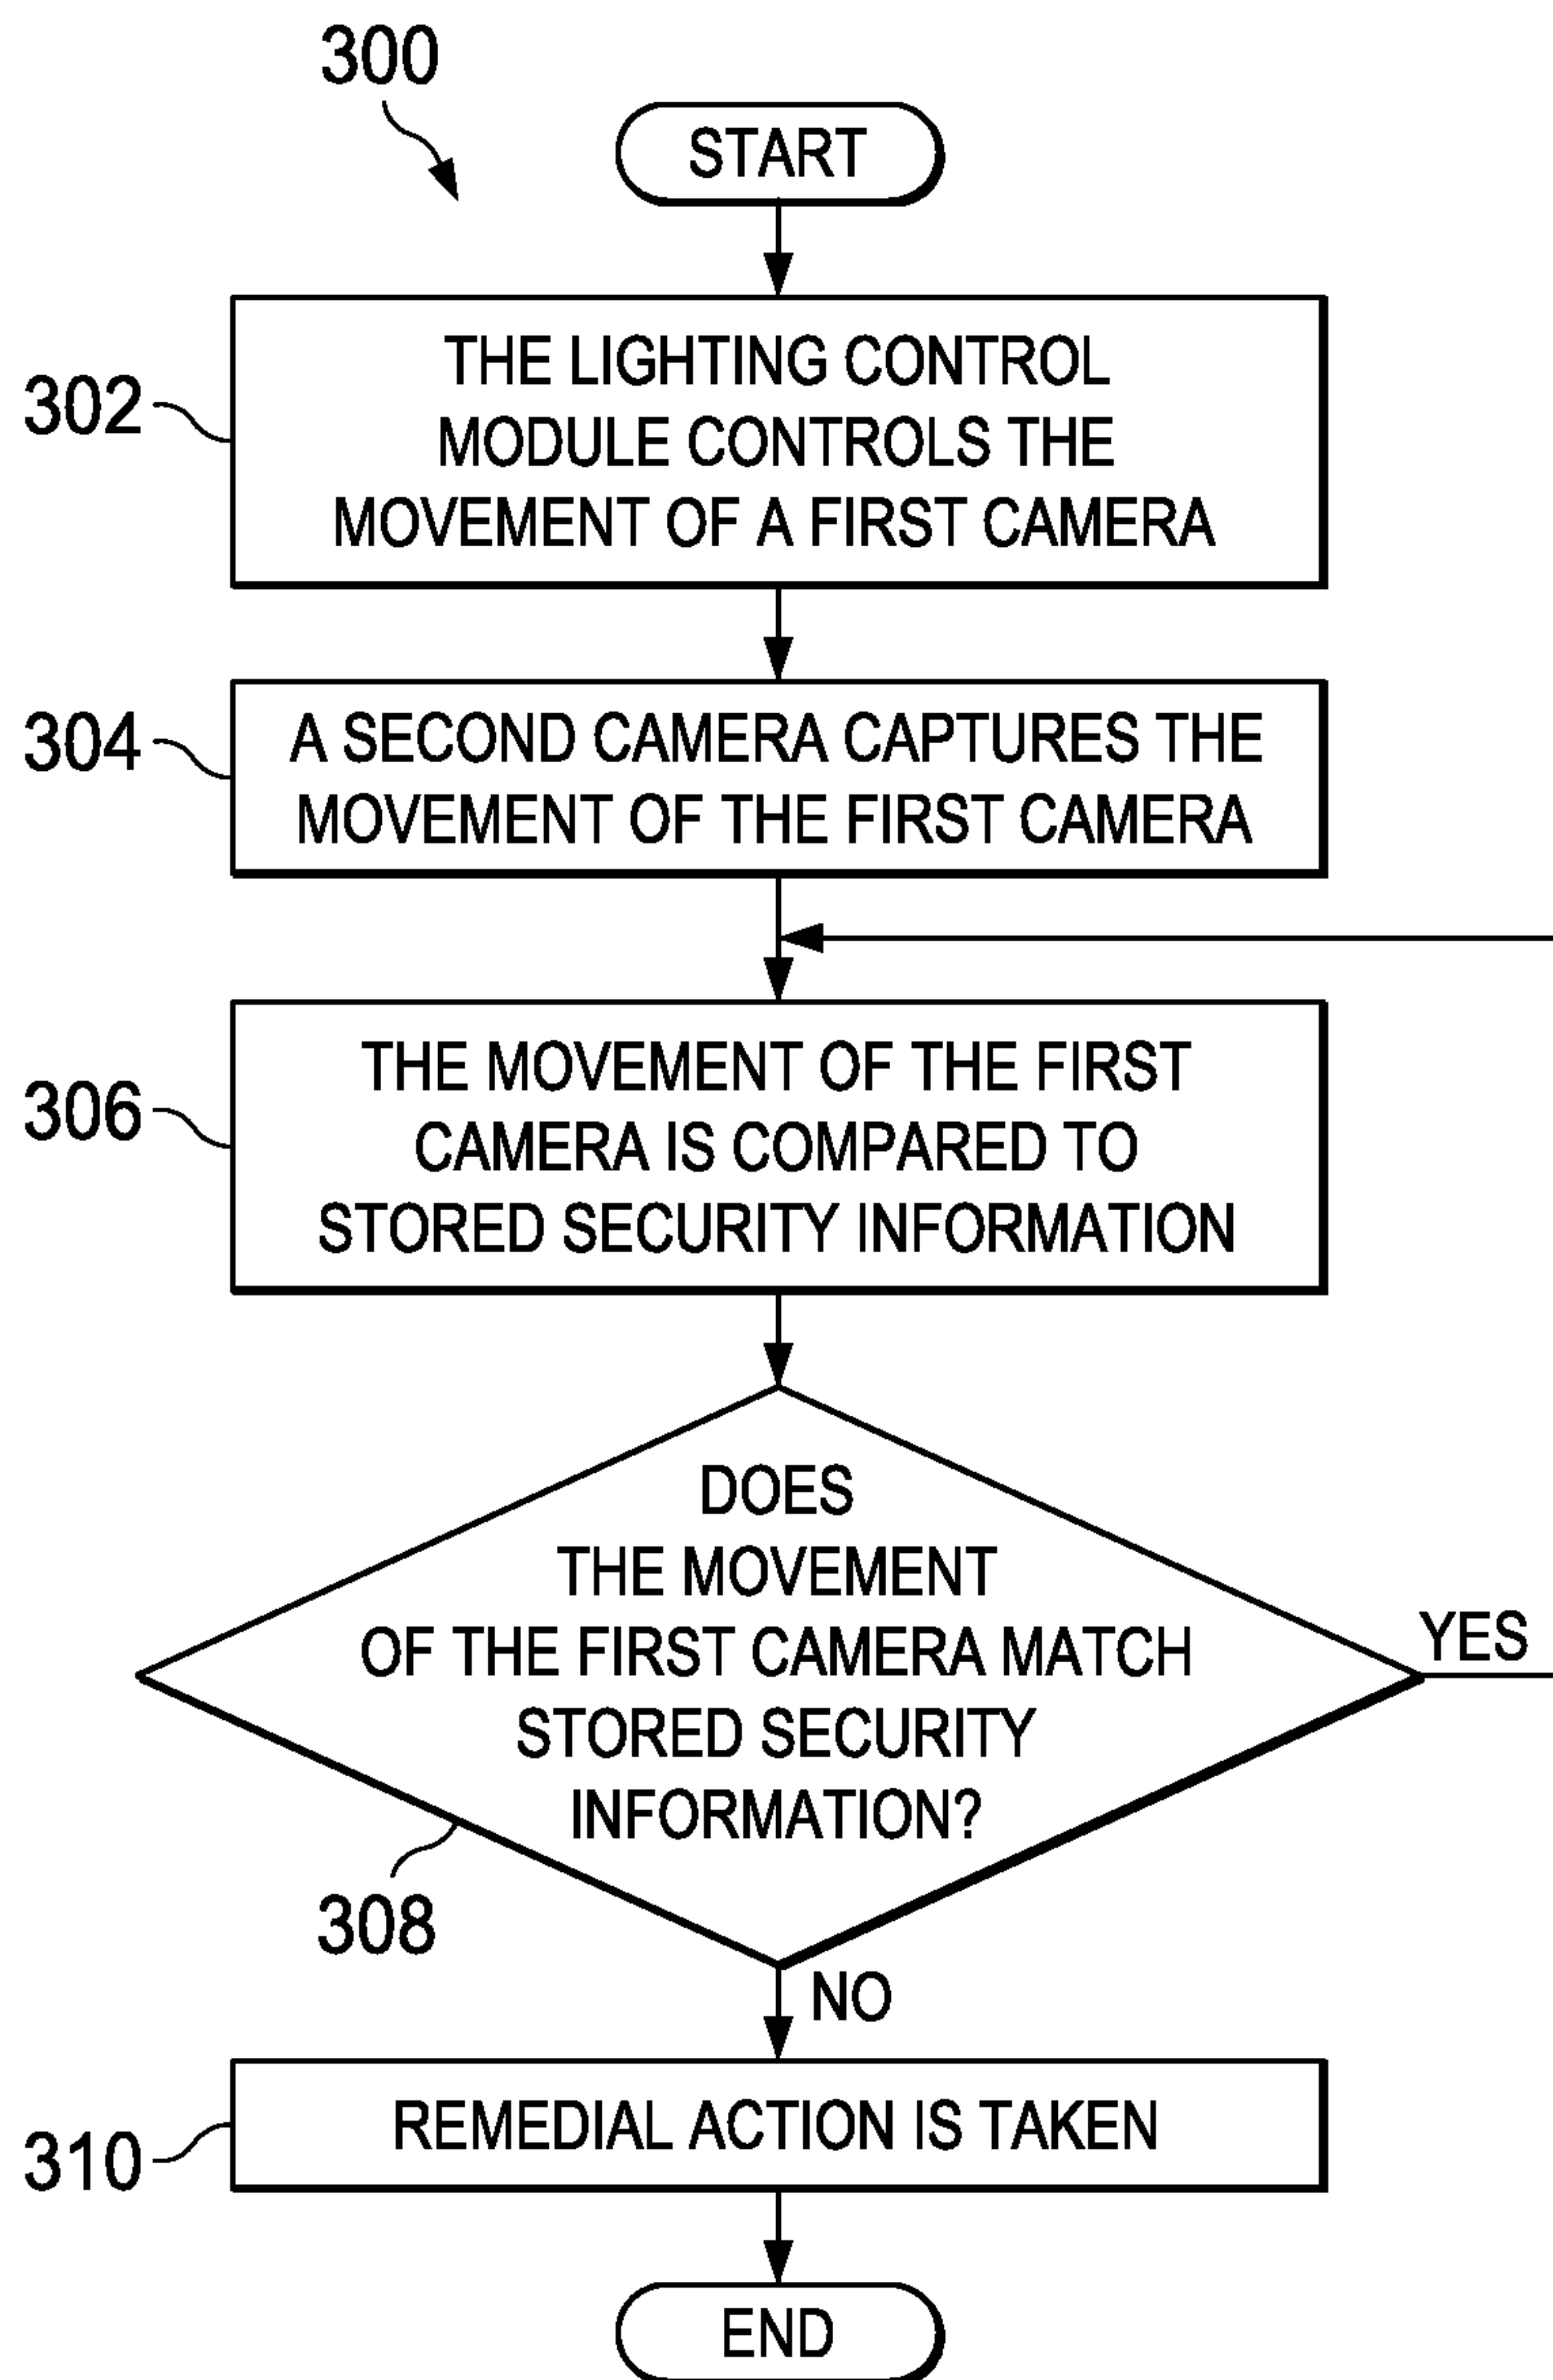 300
START
302
THE LIGHTING CONTROL
MODULE CONTROLS THE
MOVEMENT OF A FIRST CAMERA
304
A SECOND CAMERA CAPTURES THE
MOVEMENT OF THE FIRST CAMERA
306
THE MOVEMENT OF THE FIRST
CAMERA IS COMPARED TO
STORED SECURITY INFORMATION
DOES
THE MOVEMENT
OF THE FIRST CAMERA MATCH
STORED SECURITY
INFORMATION?
YES
308
NO
310
REMEDIAL ACTION IS TAKEN
END